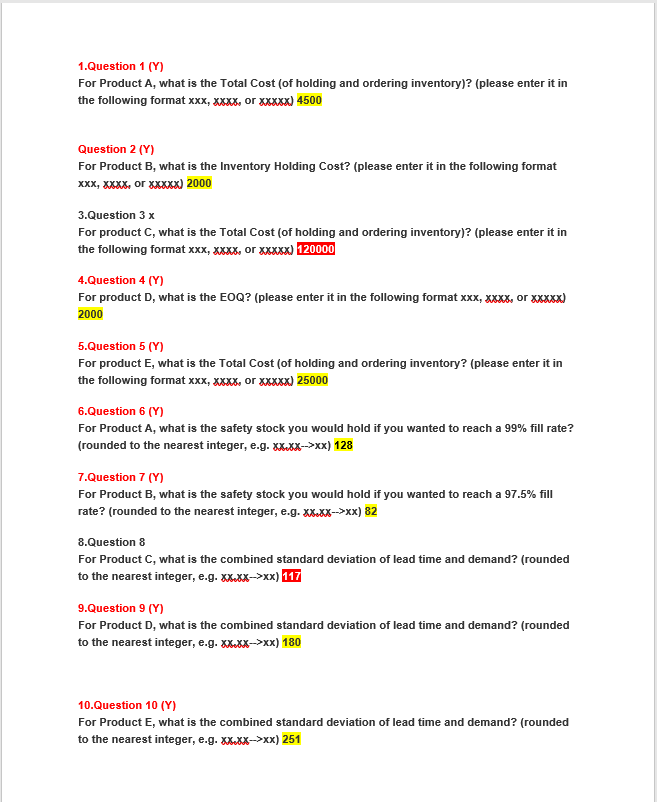 1.Question 1 (Y)
For Product A, what is the Total Cost (of holding and ordering inventory)? (please enter it in
the following format xxx, xxxx, or xxxxx) 4500
Question 2 (Y)
For Product B, what is the Inventory Holding Cost? (please enter it in the following format
xxx, xxxx, or xxxxx) 2000
3.Question 3 x
For product C, what is the Total Cost (of holding and ordering inventory)? (please enter it in
the following format xxx, xxxx, or xxxxx) 120000
4.Question 4 (Y)
For product D, what is the EOQ? (please enter it in the following format xxx, xxxx, or xxxxx)
2000
5.Question 5 (Y)
For product E, what is the Total Cost (of holding and ordering inventory? (please enter it in
the following format xxx, xxxx, or xxxxx) 25000
6.Question 6 (Y)
For Product A, what is the safety stock you would hold if you wanted to reach a 99% fill rate?
(rounded to the nearest integer, e.g. xx.xx-->xx) 128
7.Question 7 (Y)
For Product B, what is the safety stock you would hold if you wanted to reach a 97.5% fill
rate? (rounded to the nearest integer, e.g. xx.xx-->xx) 82
8.Question 8
For Product C, what is the combined standard deviation of lead time and demand? (rounded
to the nearest integer, e.g. xx.xx-->xx) 117
9.Question 9 (Y)
For Product D, what is the combined standard deviation of lead time and demand? (rounded
to the nearest integer, e.g. xx.xx-->xx) 180
10.Question 10 (Y)
For Product E, what is the combined standard deviation of lead time and demand? (rounded
to the nearest integer, e.g. xx.xx-->xx) 251